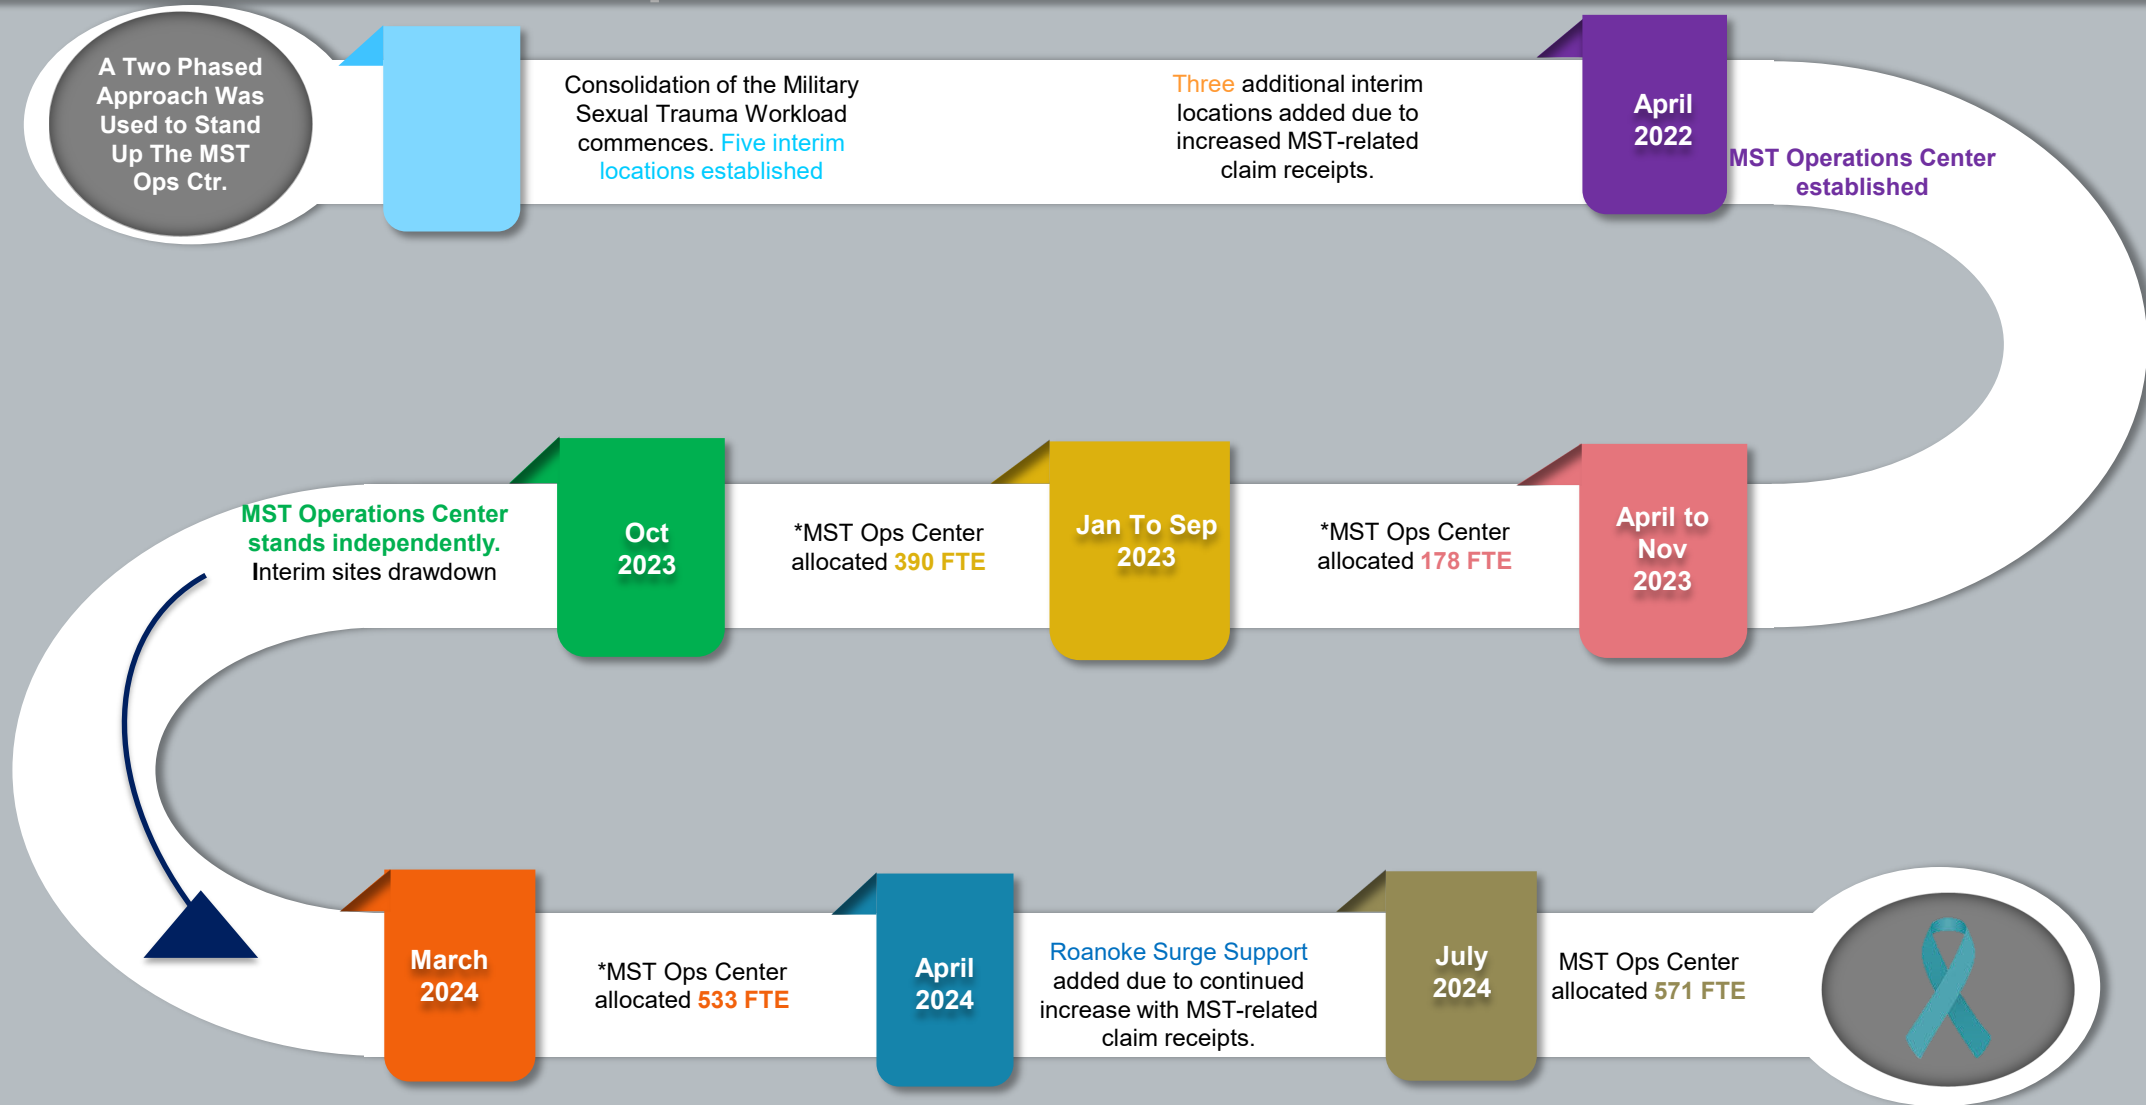 A Two Phased
Approach Was
Used to Stand
Up The MST
Ops Ctr.
Consolidation of the Military
Sexual Trauma Workload
commences. Five interim
locations established
Three additional interim
locations added due to
increased MST-related
claim receipts.
April
2022
MST Operations Center
established
April to
Nov
2023
*MST Ops Center
allocated 178 FTE
Jan To Sep
2023
*MST Ops Center
allocated 390 FTE
Oct
2023
MST Operations Center
stands independently.
Interim sites drawdown
March
2024
*MST Ops Center
allocated 533 FTE
April
2024
Roanoke Surge Support
added due to continued
increase with MST-related
claim receipts.
July
2024
MST Ops Center
allocated 571 FTE